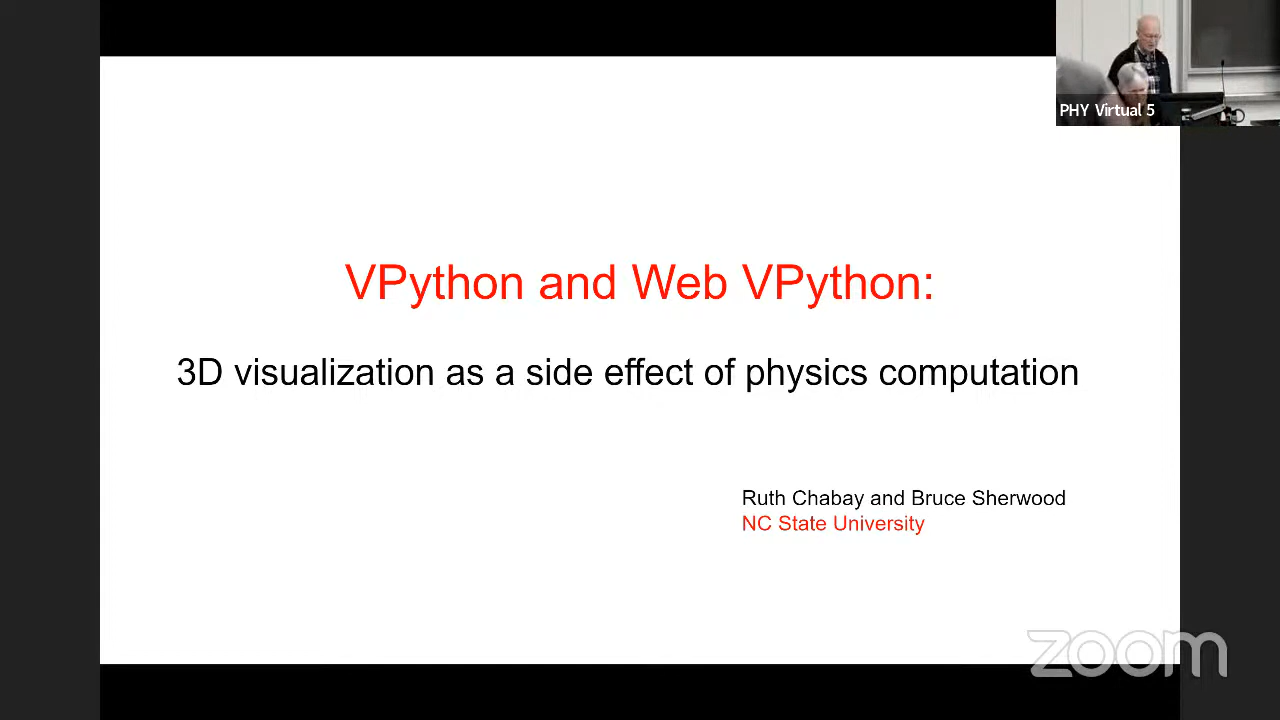 PHY Virtual 5
VPython and Web VPython:
3D visualization as a side effect of physics computation
Ruth Chabay and Bruce Sherwood
NC State University
zoom